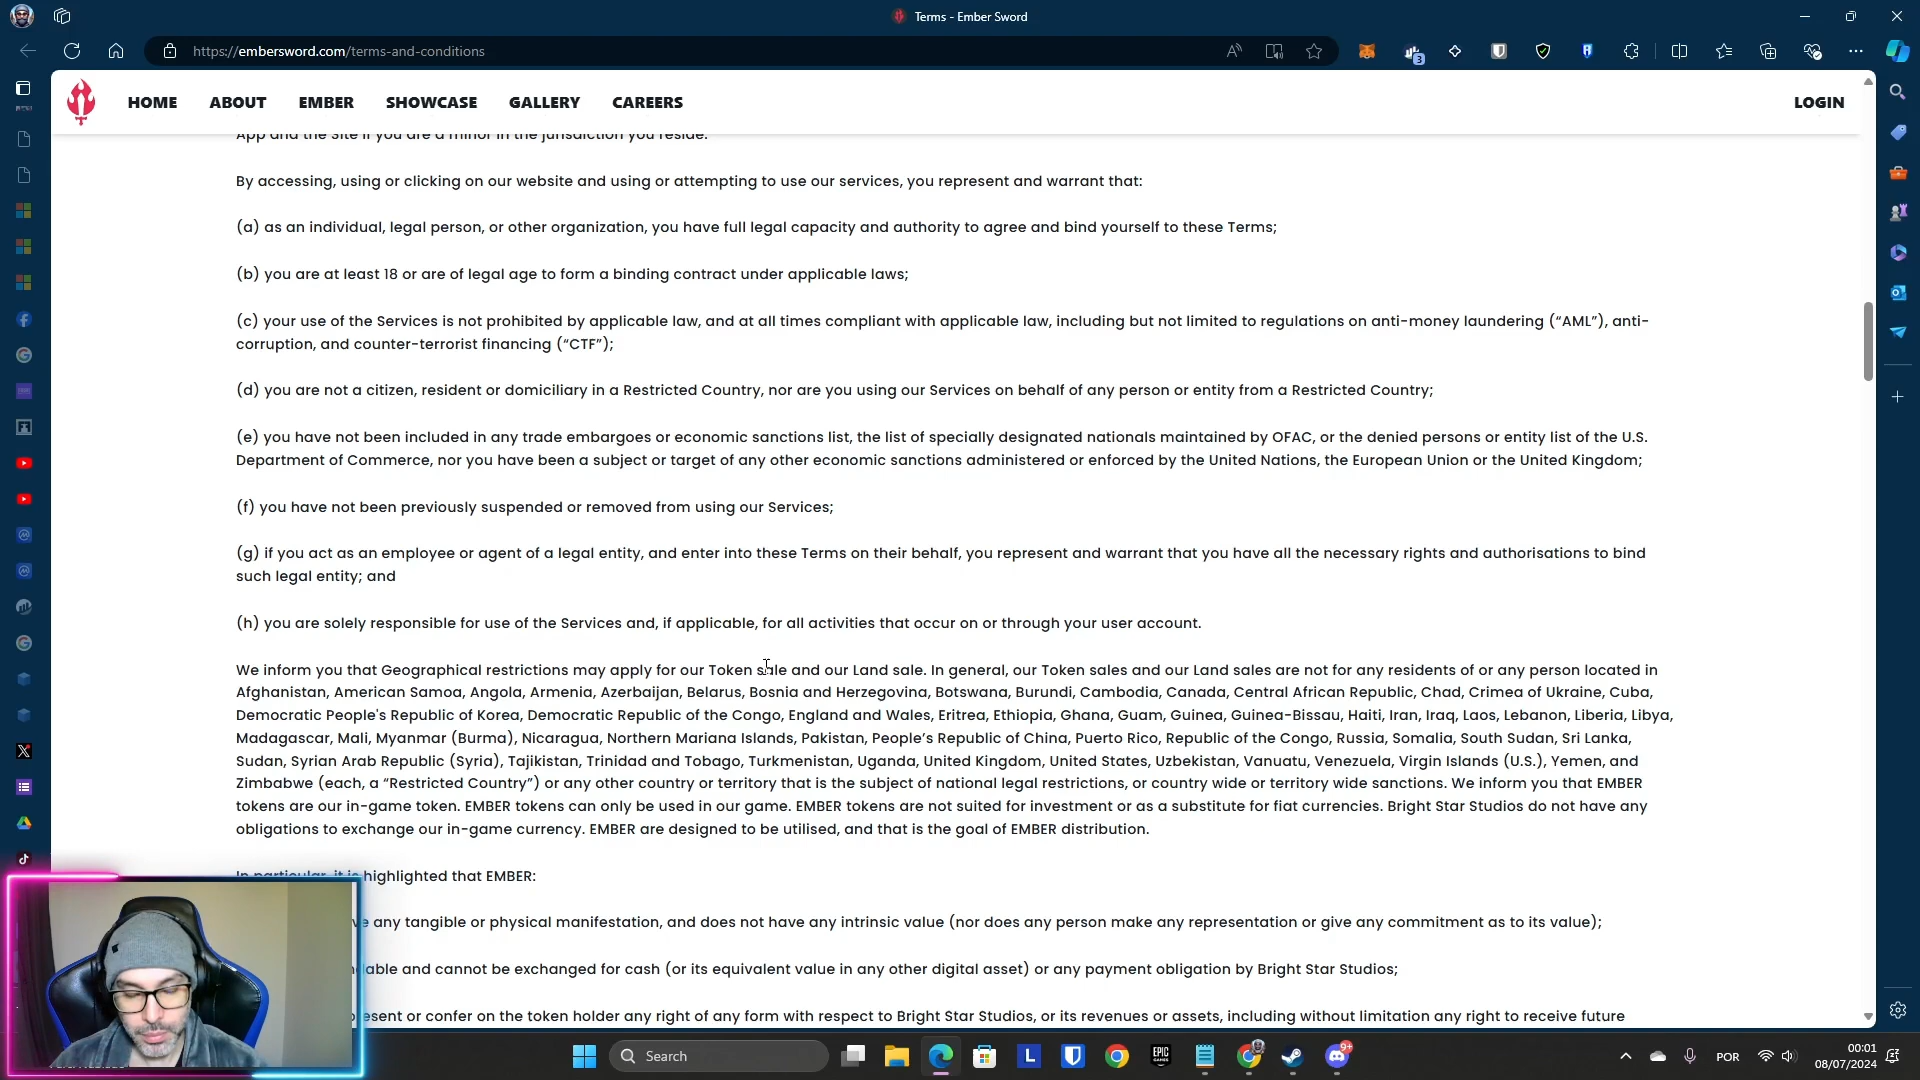 Terms - Ember Sword
https://embersword.com/terms-and-conditions
3
HOME ABOUT EMBER SHOWCASE GALLERY CAREERS LOGIN
App and the Site if you are a minor in the jurisdiction you reside.
By accessing, using or clicking on our website and using or attempting to use our services, you represent and warrant that:
(a) as an individual, legal person, or other organization, you have full legal capacity and authority to agree and bind yourself to these Terms;
(b) you are at least 18 or are of legal age to form a binding contract under applicable laws;
(c) your use of the Services is not prohibited by applicable law, and at all times compliant with applicable law, including but not limited to regulations on anti-money laundering (“AML”), anti-
corruption, and counter-terrorist financing (“CTF”);
(d) you are not a citizen, resident or domiciliary in a Restricted Country, nor are you using our Services on behalf of any person or entity from a Restricted Country;
(e) you have not been included in any trade embargoes or economic sanctions list, the list of specially designated nationals maintained by OFAC, or the denied persons or entity list of the U.S.
Department of Commerce, nor you have been a subject or target of any other economic sanctions administered or enforced by the United Nations, the European Union or the United Kingdom;
(f) you have not been previously suspended or removed from using our Services;
(g) if you act as an employee or agent of a legal entity, and enter into these Terms on their behalf, you represent and warrant that you have all the necessary rights and authorisations to bind
such legal entity; and
(h) you are solely responsible for use of the Services and, if applicable, for all activities that occur on or through your user account.
We inform you that Geographical restrictions may apply for our Token sale and our Land sale. In general, our Token sales and our Land sales are not for any residents of or any person located in
Afghanistan, American Samoa, Angola, Armenia, Azerbaijan, Belarus, Bosnia and Herzegovina, Botswana, Burundi, Cambodia, Canada, Central African Republic, Chad, Crimea of Ukraine, Cuba,
Democratic People's Republic of Korea, Democratic Republic of the Congo, England and Wales, Eritrea, Ethiopia, Ghana, Guam, Guinea, Guinea-Bissau, Haiti, Iran, Iraq, Laos, Lebanon, Liberia, Libya,
Madagascar, Mali, Myanmar (Burma), Nicaragua, Northern Mariana Islands, Pakistan, People’s Republic of China, Puerto Rico, Republic of the Congo, Russia, Somalia, South Sudan, Sri Lanka,
Sudan, Syrian Arab Republic (Syria), Tajikistan, Trinidad and Tobago, Turkmenistan, Uganda, United Kingdom, United States, Uzbekistan, Vanuatu, Venezuela, Virgin Islands (U.S.), Yemen, and
Zimbabwe (each, a “Restricted Country”) or any other country or territory that is the subject of national legal restrictions, or country wide or territory wide sanctions. We inform you that EMBER
tokens are our in-game token. EMBER tokens can only be used in our game. EMBER tokens are not suited for investment or as a substitute for fiat currencies. Bright Star Studios do not have any
obligations to exchange our in-game currency. EMBER are designed to be utilised, and that is the goal of EMBER distribution.
In particular, it is highlighted that EMBER:
any tangible or physical manifestation, and does not have any intrinsic value (nor does any person make any representation or give any commitment as to its value);
and cannot be exchanged for cash (or its equivalent value in any other digital asset) or any payment obligation by Bright Star Studios;
or confer on the token holder any right of any form with respect to Bright Star Studios, or its revenues or assets, including without limitation any right to receive future
Search
L
EPIC
GAMES
9+
POR
00:01
08/07/2024